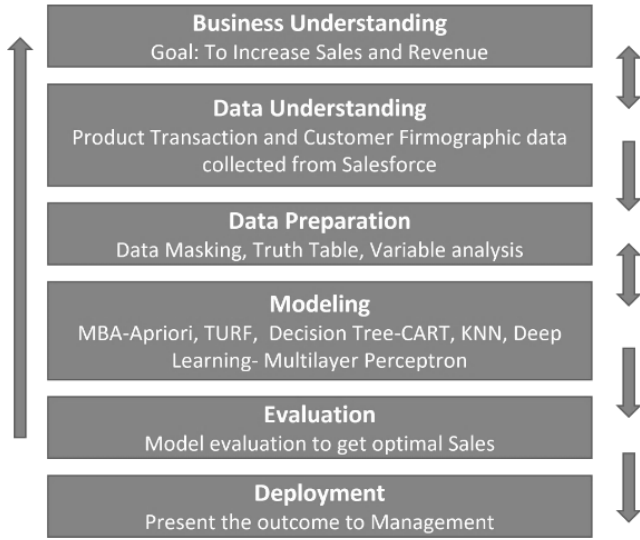 Business Understanding
Goal: To Increase Sales and Revenue
Data Understanding
Product Transaction and Customer Firmographic data
collected from Salesforce
Data Preparation
Data Masking, Truth Table, Variable analysis
Modeling
MBA-Apriori, TURF, Decision Tree-CART, KNN, Deep
Learning- Multilayer Perceptron
Evaluation
Model evaluation to get optimal Sales
Deployment
Present the outcome to Management